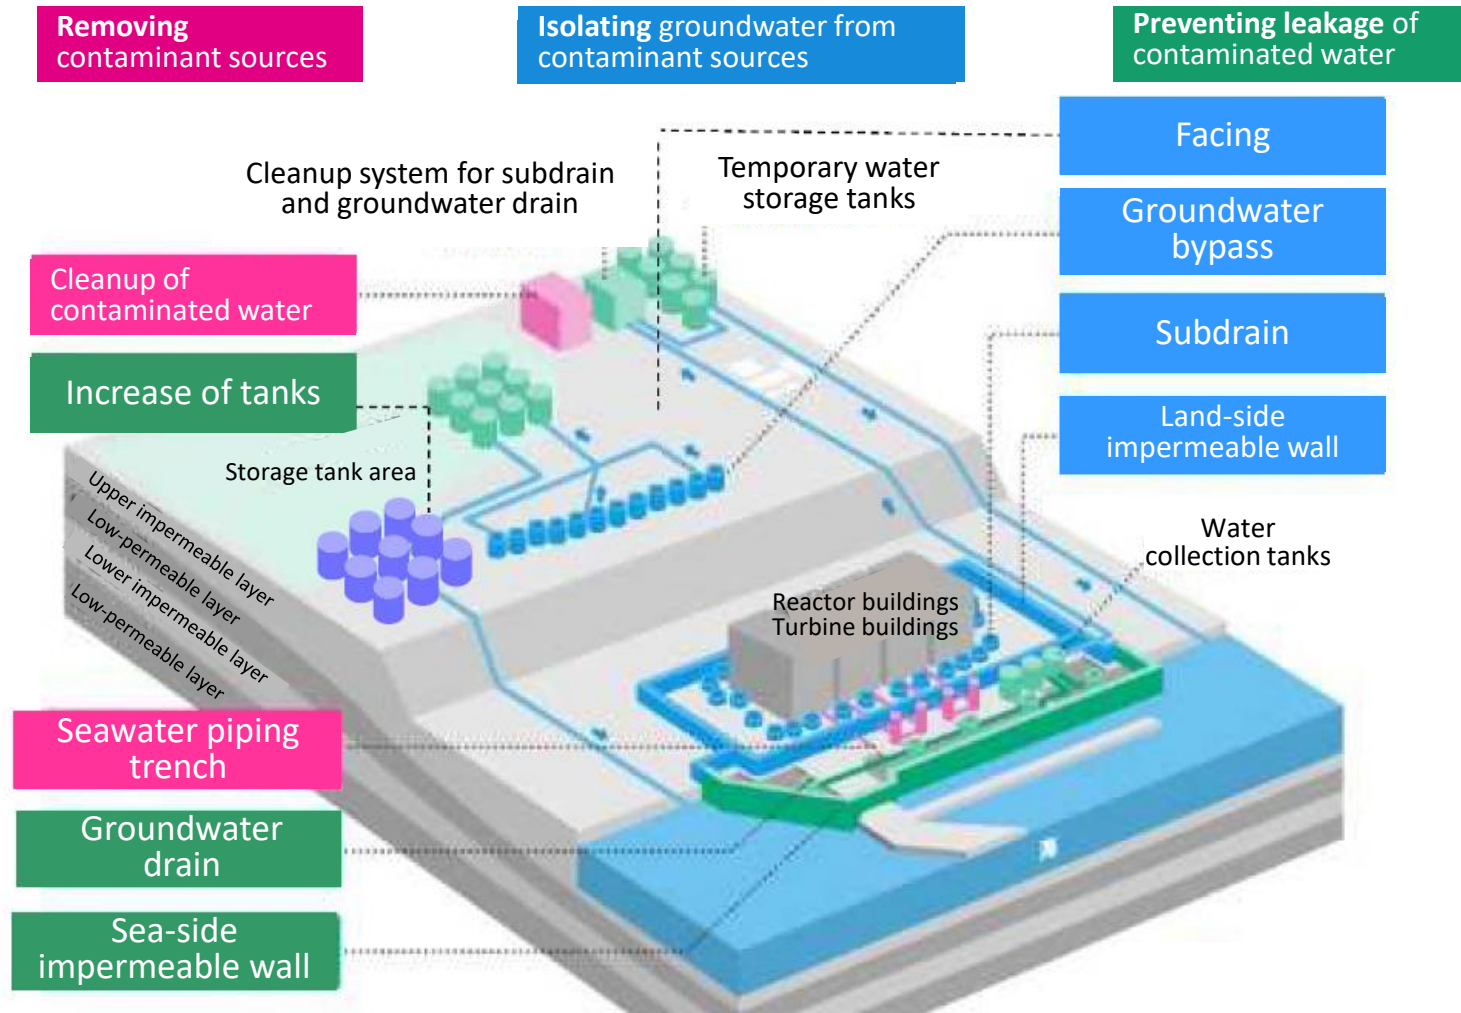 Removing
contaminant sources
Isolating groundwater from
contaminant sources
Preventing leakage of
contaminated water
Facing
Cleanup system for subdrain
and groundwater drain
Temporary water
storage tanks
Groundwater
bypass
Cleanup of
contaminated water
Subdrain
Increase of tanks
Land-side
impermeable wall
Storage tank area
Upper impermeable layer
Low-permeable layer
Lower impermeable layer
Low-permeable layer
Water
collection tanks
Reactor buildings
Turbine buildings
Seawater piping
trench
Groundwater
drain
Sea-side
impermeable wall